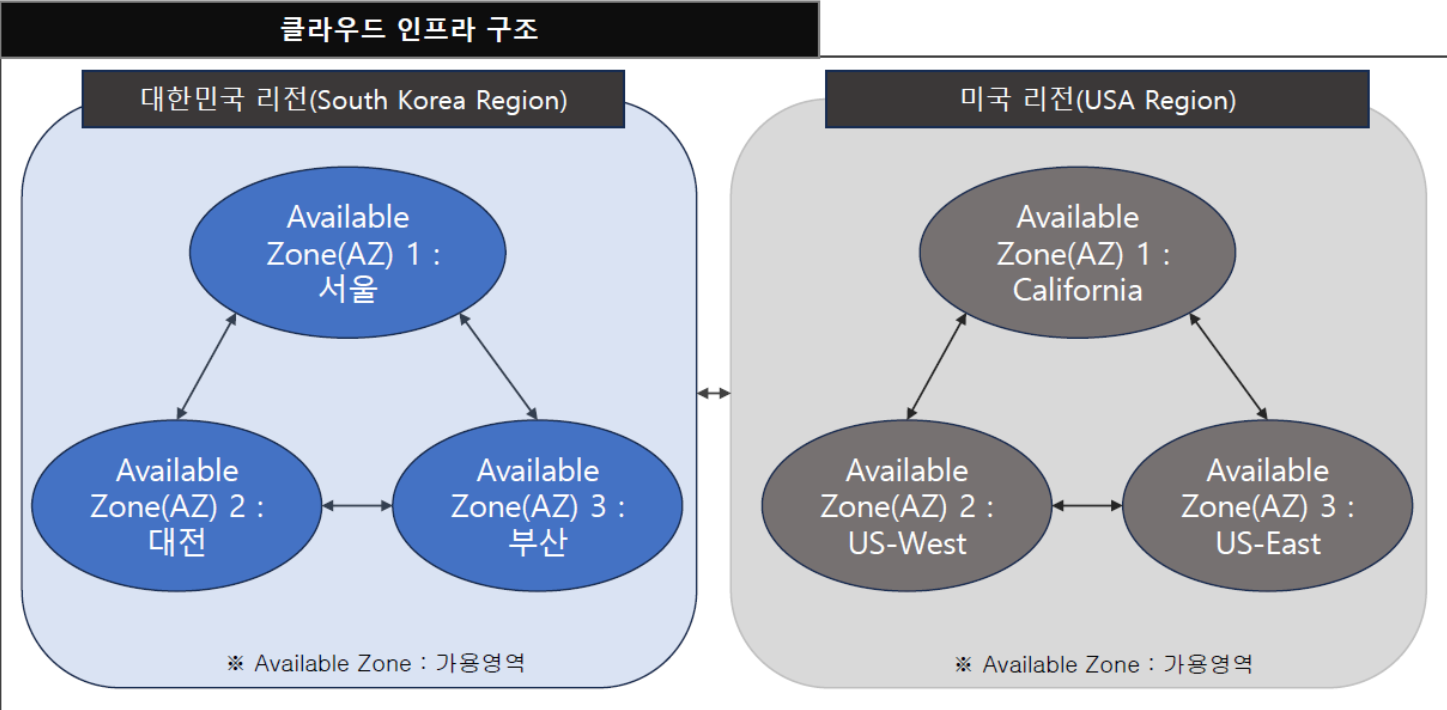 클라우드 인프라 구조
대한민국 리전(South Korea Region)
Available
Zone(AZ) 1 :
서울
Available
Zone(AZ) 2 :
대전
Available
Zone(AZ) 3 :
부산
※ Available Zone : 가용영역
미국 리전(USA Region)
Available
Zone(AZ) 1 :
California
Available
Zone(AZ) 2 :
US-West
Available
Zone(AZ) 3 :
US-East
※ Available Zone : 가용영역